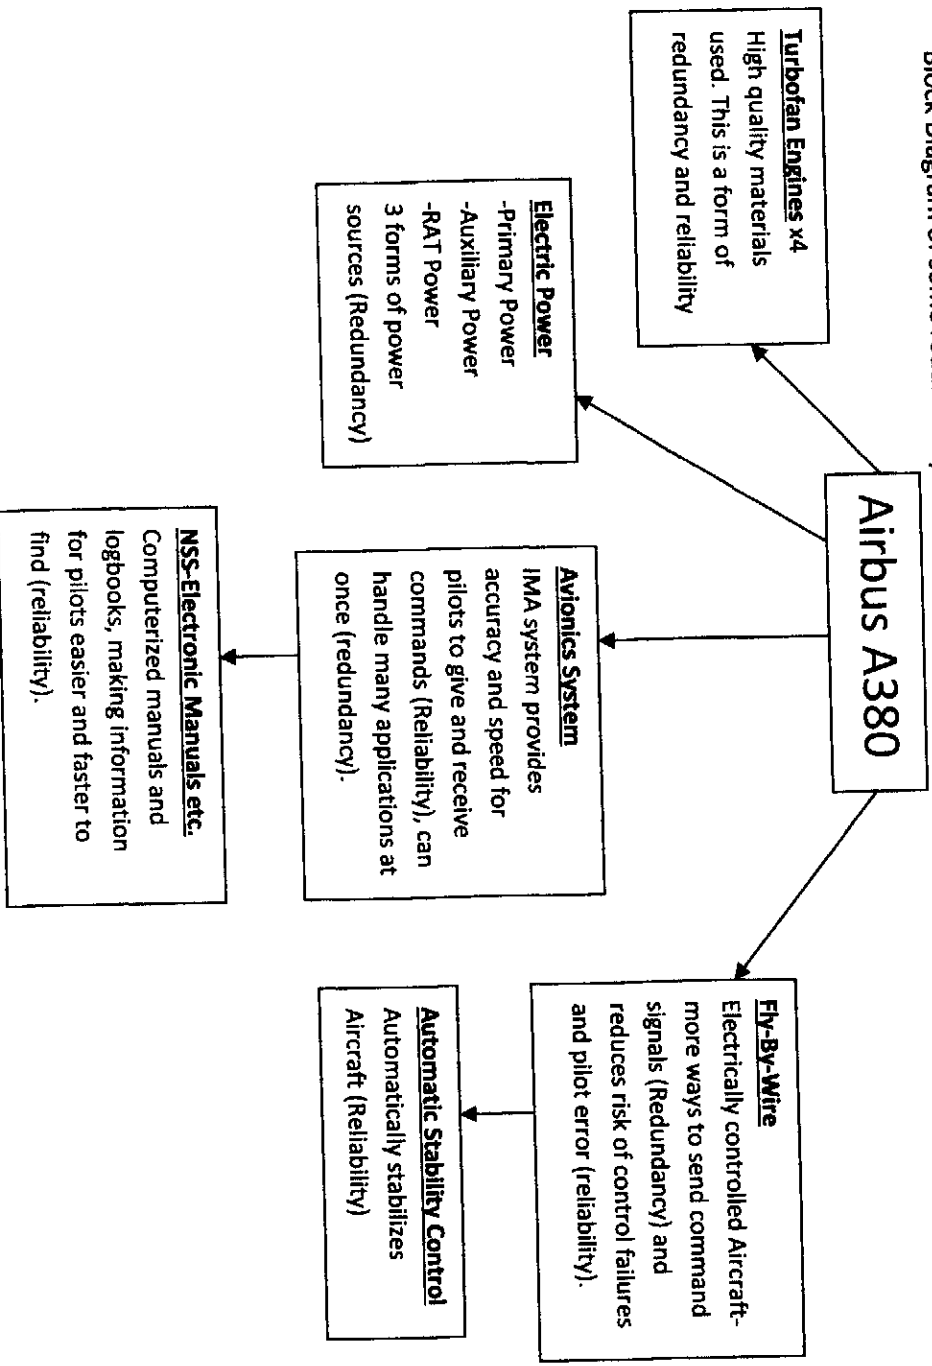 Block Diagram of some
Airbus A380
Turbofan Engines x4
High quality materials
used. This is a form of
redundancy and reliability
Electric Power
-Primary Power
-Auxiliary Power
-RAT Power
3 forms of power
sources (Redundancy)
Avionics System
IMA system provides
accuracy and speed for
pilots to give and receive
commands (Reliability), can
handle many applications at
once (redundancy).
NSS-Electronic Manuals etc.
Computerized manuals and
logbooks, making information
for pilots easier and faster to
find (reliability).
Fly-By-Wire
Electrically controlled Aircraft-
more ways to send command
signals (Redundancy) and
reduces risk of control failures
and pilot error (reliability).
Automatic Stability Control
Automatically stabilizes
Aircraft (Reliability)